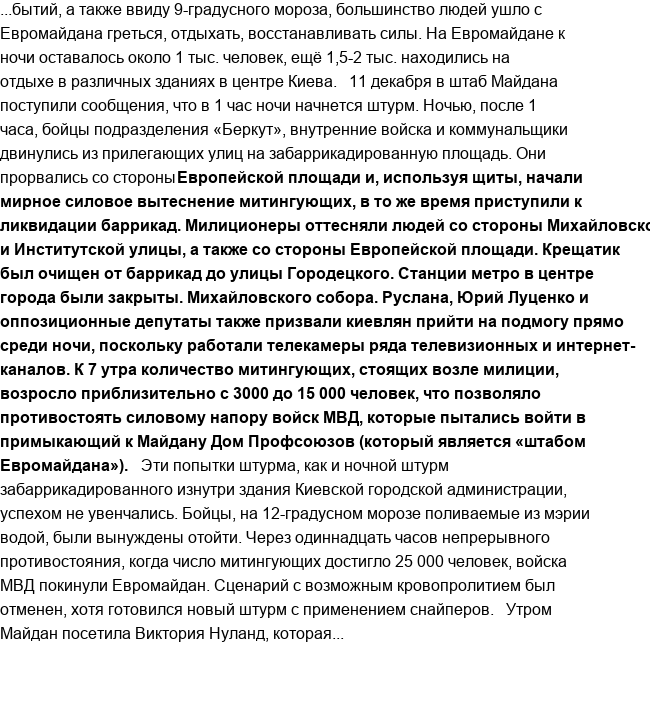 ...бытий, а также ввиду 9-градусного мороза, большинство людей ушло с
Евромайдана греться, отдыхать, восстанавливать силы. На Евромайдане к
ночи оставалось около 1 тыс. человек, ещё 1,5-2 тыс. находились на
отдыхе в различных зданиях в центре Киева.   11 декабря в штаб Майдана
поступили сообщения, что в 1 час ночи начнется штурм. Ночью, после 1
часа, бойцы подразделения «Беркут», внутренние войска и коммунальщики
двинулись из прилегающих улиц на забаррикадированную площадь. Они
прорвались со стороныЕвропейской площади и, используя щиты, начали
мирное силовое вытеснение митингующих, в то же время приступили к
ликвидации баррикад. Милиционеры оттесняли людей со стороны Михайловско
и Институтской улицы, а также со стороны Европейской площади. Крещатик
был очищен от баррикад до улицы Городецкого. Станции метро в центре
города были закрыты. Михайловского собора. Руслана, Юрий Луценко и
оппозиционные депутаты также призвали киевлян прийти на подмогу прямо
среди ночи, поскольку работали телекамеры ряда телевизионных и интернет-
каналов. К 7 утра количество митингующих, стоящих возле милиции,
возросло приблизительно с 3000 до 15 000 человек, что позволяло
противостоять силовому напору войск МВД, которые пытались войти в
примыкающий к Майдану Дом Профсоюзов (который является «штабом
Евромайдана»).   Эти попытки штурма, как и ночной штурм
забаррикадированного изнутри здания Киевской городской администрации,
успехом не увенчались. Бойцы, на 12-градусном морозе поливаемые из мэрии
водой, были вынуждены отойти. Через одиннадцать часов непрерывного
противостояния, когда число митингующих достигло 25 000 человек, войска
МВД покинули Евромайдан. Сценарий с возможным кровопролитием был
отменен, хотя готовился новый штурм с применением снайперов.   Утром
Майдан посетила Виктория Нуланд, которая...